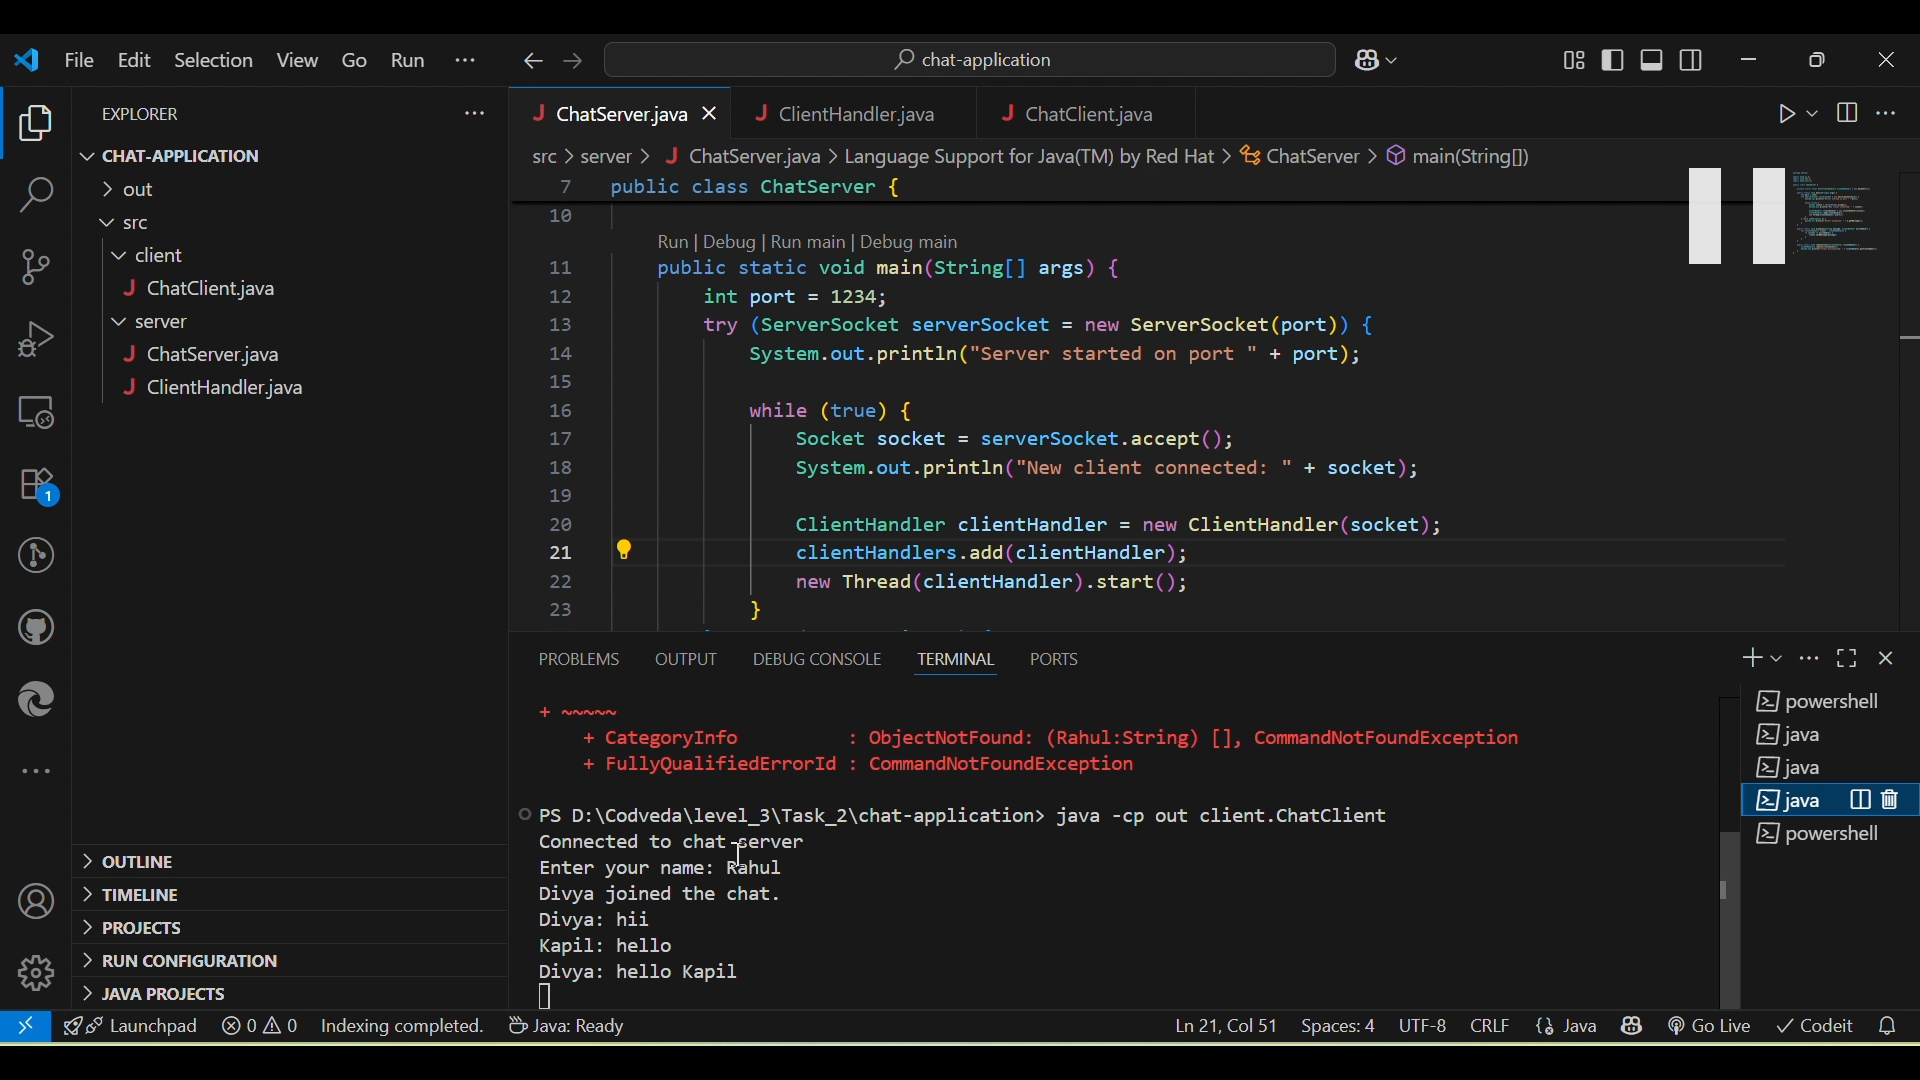 File Edit Selection View Go Run ··· chat-application
EXPLORER ···
CHAT-APPLICATION
out
src
client
J ChatClient.java
server
J ChatServer.java
J ClientHandler.java
OUTLINE
TIMELINE
PROJECTS
RUN CONFIGURATION
JAVA PROJECTS
1
J ChatServer.java J ClientHandler.java J ChatClient.java
src > server > J ChatServer.java > Language Support for Java(TM) by Red Hat > ChatServer > main(String[])
7 public class ChatServer {
10
Run | Debug | Run main | Debug main
11 public static void main(String[] args) {
12 int port = 1234;
13 try (ServerSocket serverSocket = new ServerSocket(port)) {
14 System.out.println("Server started on port " + port);
15
16 while (true) {
17 Socket socket = serverSocket.accept();
18 System.out.println("New client connected: " + socket);
19
20 ClientHandler clientHandler = new ClientHandler(socket);
21 clientHandlers.add(clientHandler);
22 new Thread(clientHandler).start();
23 }
PROBLEMS OUTPUT DEBUG CONSOLE TERMINAL PORTS
+ ~~~~~
+ CategoryInfo : ObjectNotFound: (Rahul:String) [], CommandNotFoundException
+ FullyQualifiedErrorId : CommandNotFoundException
PS D:\Codveda\level_3\Task_2\chat-application> java -cp out client.ChatClient
Connected to chat server
Enter your name: Rahul
Divya joined the chat.
Divya: hii
Kapil: hello
Divya: hello Kapil
powershell
java
java
java
powershell
Launchpad 0 0 Indexing completed. Java: Ready Ln 21, Col 51 Spaces: 4 UTF-8 CRLF Java Go Live Codeit